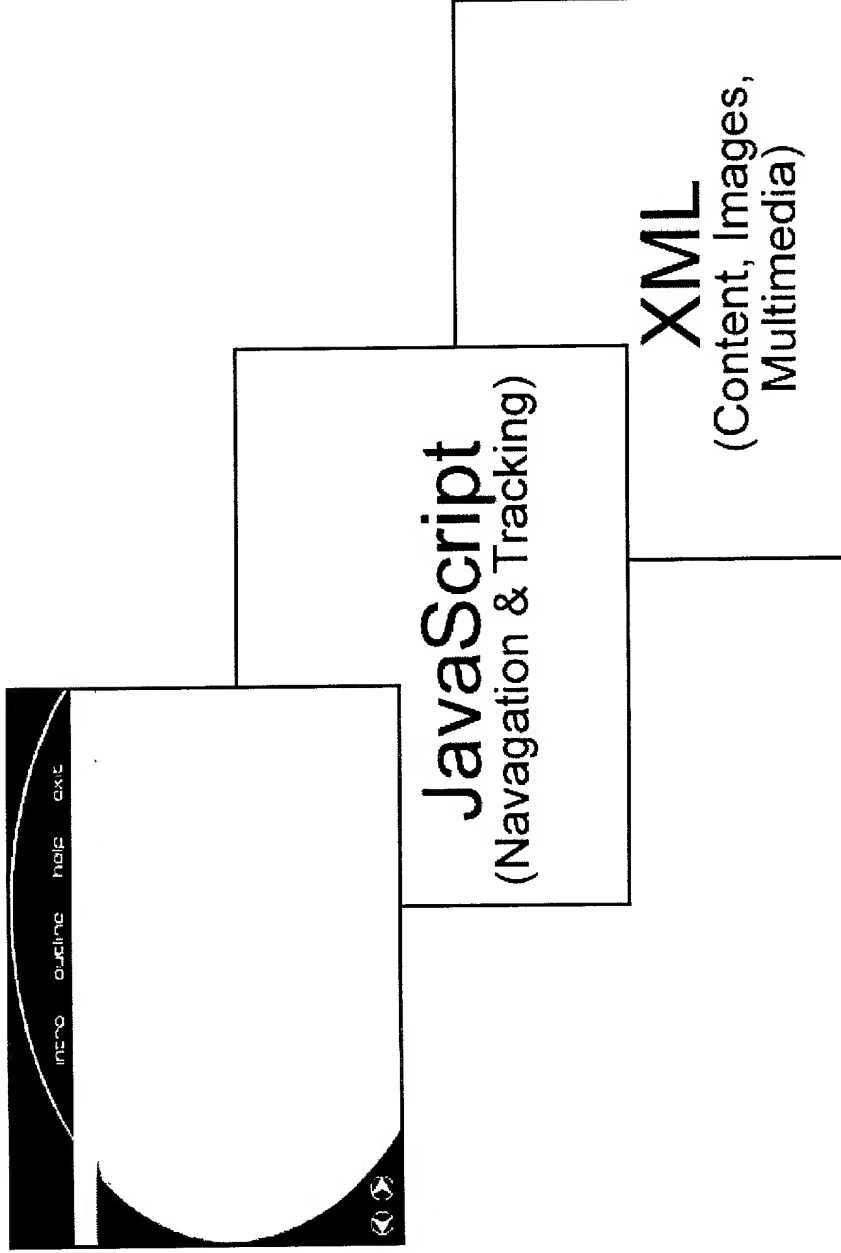 intro outline help exit
JavaScript
(Navagation & Tracking)
XML
(Content, Images,
Multimedia)